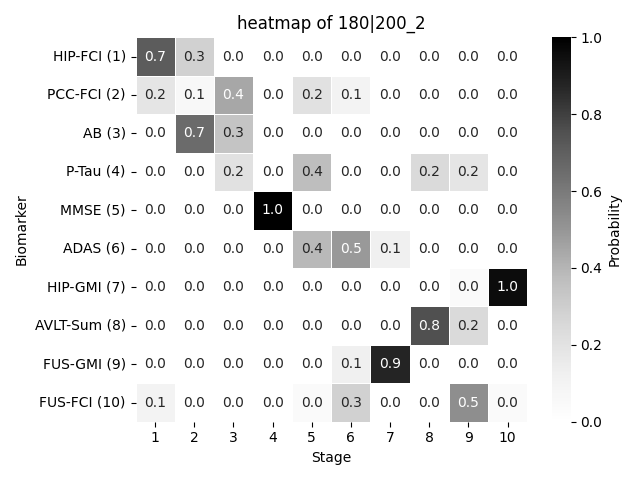 heatmap of 180|200_2
HIP-FCI (1) 0.7 0.3 0.0 0.0 0.0 0.0 0.0 0.0 0.0 0.0
PCC-FCI (2) 0.2 0.1 0.4 0.0 0.2 0.1 0.0 0.0 0.0 0.0
AB (3) 0.0 0.7 0.3 0.0 0.0 0.0 0.0 0.0 0.0 0.0
P-Tau (4) 0.0 0.0 0.2 0.0 0.4 0.0 0.0 0.2 0.2 0.0
MMSE (5) 0.0 0.0 0.0 1.0 0.0 0.0 0.0 0.0 0.0 0.0
ADAS (6) 0.0 0.0 0.0 0.0 0.4 0.5 0.1 0.0 0.0 0.0
HIP-GMI (7) 0.0 0.0 0.0 0.0 0.0 0.0 0.0 0.0 0.0 1.0
AVLT-Sum (8) 0.0 0.0 0.0 0.0 0.0 0.0 0.0 0.8 0.2 0.0
FUS-GMI (9) 0.0 0.0 0.0 0.0 0.0 0.1 0.9 0.0 0.0 0.0
FUS-FCI (10) 0.1 0.0 0.0 0.0 0.0 0.3 0.0 0.0 0.5 0.0
1 2 3 4 5 6 7 8 9 10
Stage
Biomarker
1.0
0.8
0.6
0.4
0.2
0.0
Probability